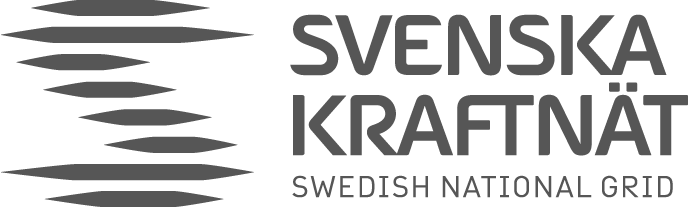 SVENSKA
KRAFTNÄT
SWEDISH NATIONAL GRID